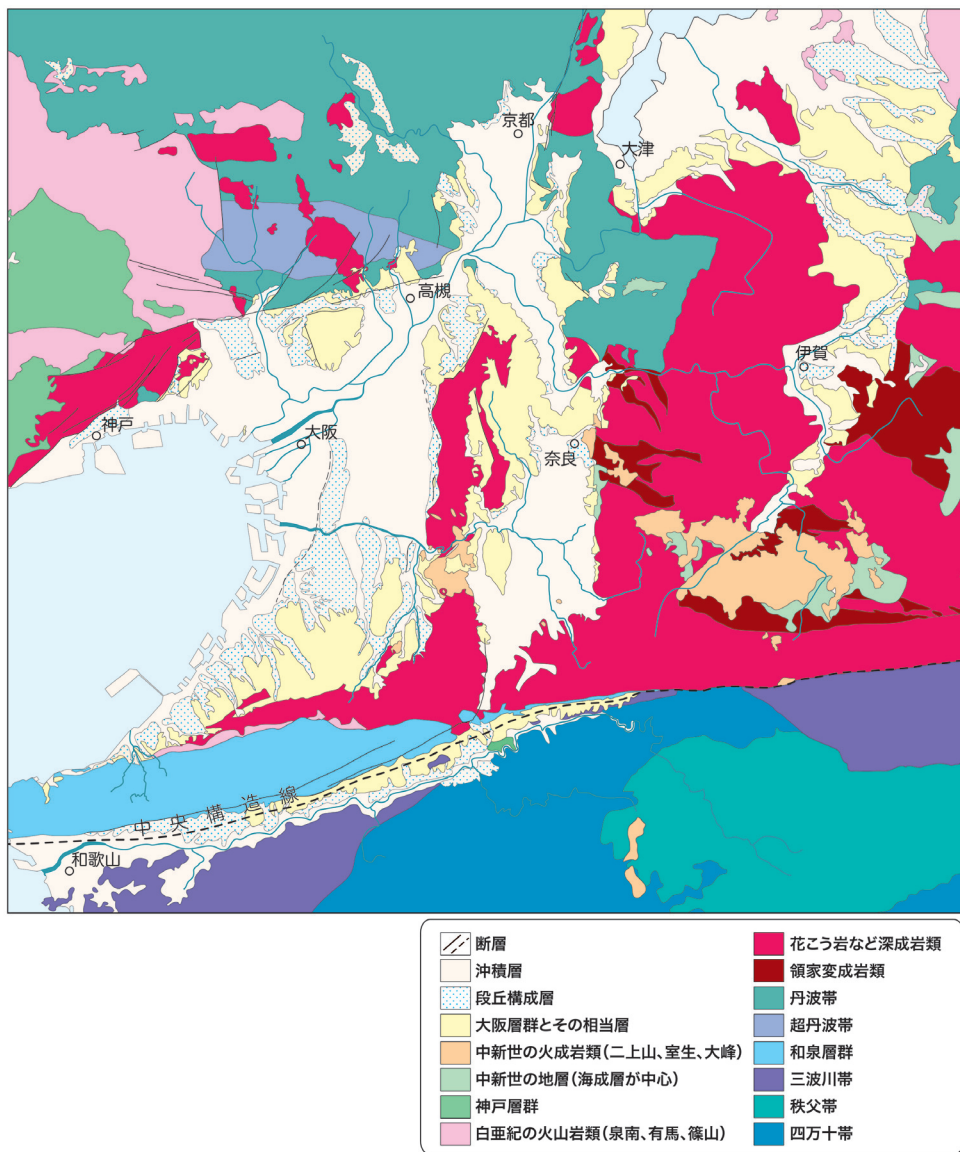 京都
大津
高槻
伊賀
神戸
大阪
奈良
中央構造線
和歌山
断層
沖積層
段丘構成層
大阪層群とその相当層
中新世の火成岩類(二上山、室生、大峰)
中新世の地層(海成層が中心)
神戸層群
白亜紀の火山岩類(泉南、有馬、篠山)
花こう岩など深成岩類
領家変成岩類
丹波帯
超丹波帯
和泉層群
三波川帯
秩父帯
四万十帯